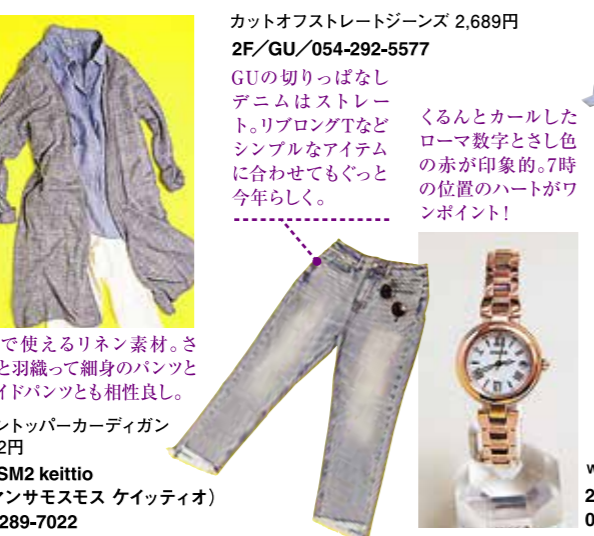 カットオフストレートジーンズ 2,689円
2F／GU／054-292-5577
GUの切りっぱなし
デニムはストレー
ト。リブロングTなど
シンプルなアイテム
に合わせてもぐっと
今年らしく。
くるんとカールした
ローマ数字とさし色
の赤が印象的。7時
の位置のハートがワ
ンポイント！
で使えるリネン素材。さ
と羽織って細身のパンツと
イドパンツとも相性良し。
ントッパーカーディガン
2円
SM2 keittio
マンサモスモス ケイッティオ）
289-7022